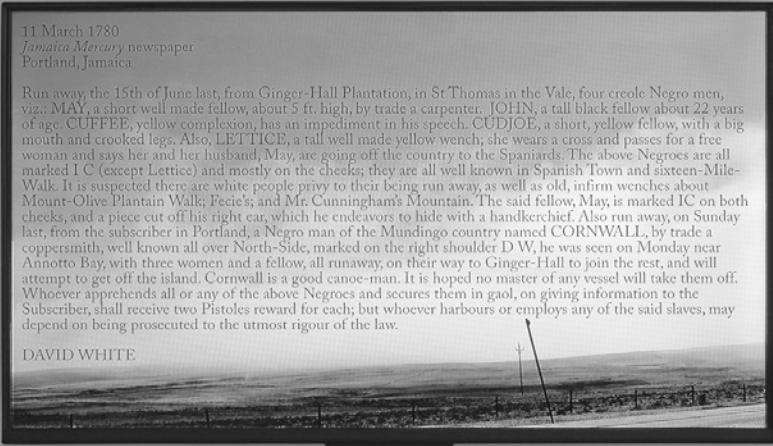 11 March 1780
Jamaica Mercury newspaper
Portland, Jamaica
Run away, the 15th of June last, from Ginger-Hall Plantation, in St Thomas in the Vale, four creole Negro men,
viz.: MAY, a short well made fellow, about 5 ft. high, by trade a carpenter. JOHN, a tall black fellow about 22 years
of age. CUFFEE, yellow complexion, has an impediment in his speech. CUDJOE, a short, yellow fellow, with a big
mouth and crooked legs. Also, LETTICE, a tall well made yellow wench; she wears a cross and passes for a free
woman and says her and her husband, May, are going off the country to the Spaniards. The above Negroes are all
marked I C (except Lettice) and mostly on the cheeks; they are all well known in Spanish Town and sixteen-Mile-
Walk. It is suspected there are white people privy to their being run away, as well as old, infirm wenches about
Mount-Olive Plantain Walk; Fecie's; and Mr. Cunningham's Mountain. The said fellow, May, is marked IC on both
cheeks, and a piece cut off his right ear, which he endeavors to hide with a handkerchief. Also run away, on Sunday
last, from the subscriber in Portland, a Negro man of the Mundingo country named CORNWALL, by trade a
coppersmith, well known all over North-Side, marked on the right shoulder D W, he was seen on Monday near
Annotto Bay, with three women and a fellow, all runaway, on their way to Ginger-Hall to join the rest, and will
attempt to get off the island. Cornwall is a good canoe-man. It is hoped no master of any vessel will take them off.
Whoever apprehends all or any of the above Negroes and secures them in gaol, on giving information to the
Subscriber, shall receive two Pistoles reward for each; but whoever harbours or employs any of the said slaves, may
depend on being prosecuted to the utmost rigour of the law.
DAVID WHITE